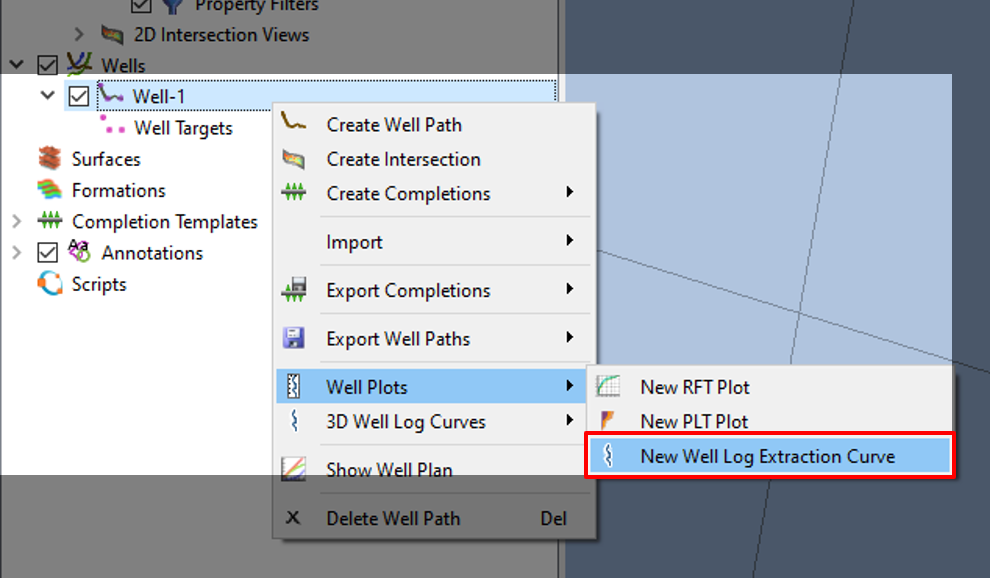 Property Filters
2D Intersection Views
Wells
Well-1
Well Targets
Surfaces
Formations
Completion Templates
Aa
Annotations
Scripts
Create Well Path
Create Intersection
Create Completions
Import
Export Completions
Export Well Paths
Well Plots
3D Well Log Curves
Show Well Plan
Delete Well Path Del
New RFT Plot
New PLT Plot
New Well Log Extraction Curve